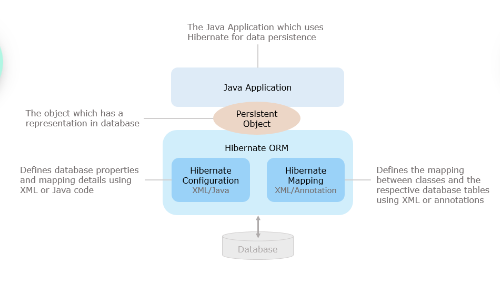 The Java Application which uses
Hibernate for data persistence
Java Application
The object which has a
representation in database
Persistent
Object
Hibernate ORM
Defines database properties
and mapping details using
XML or Java code
Hibernate
Configuration
XML/Java
Hibernate
Mapping
XML/Annotation
Defines the mapping
between classes and the
respective database tables
using XML or annotations
Database